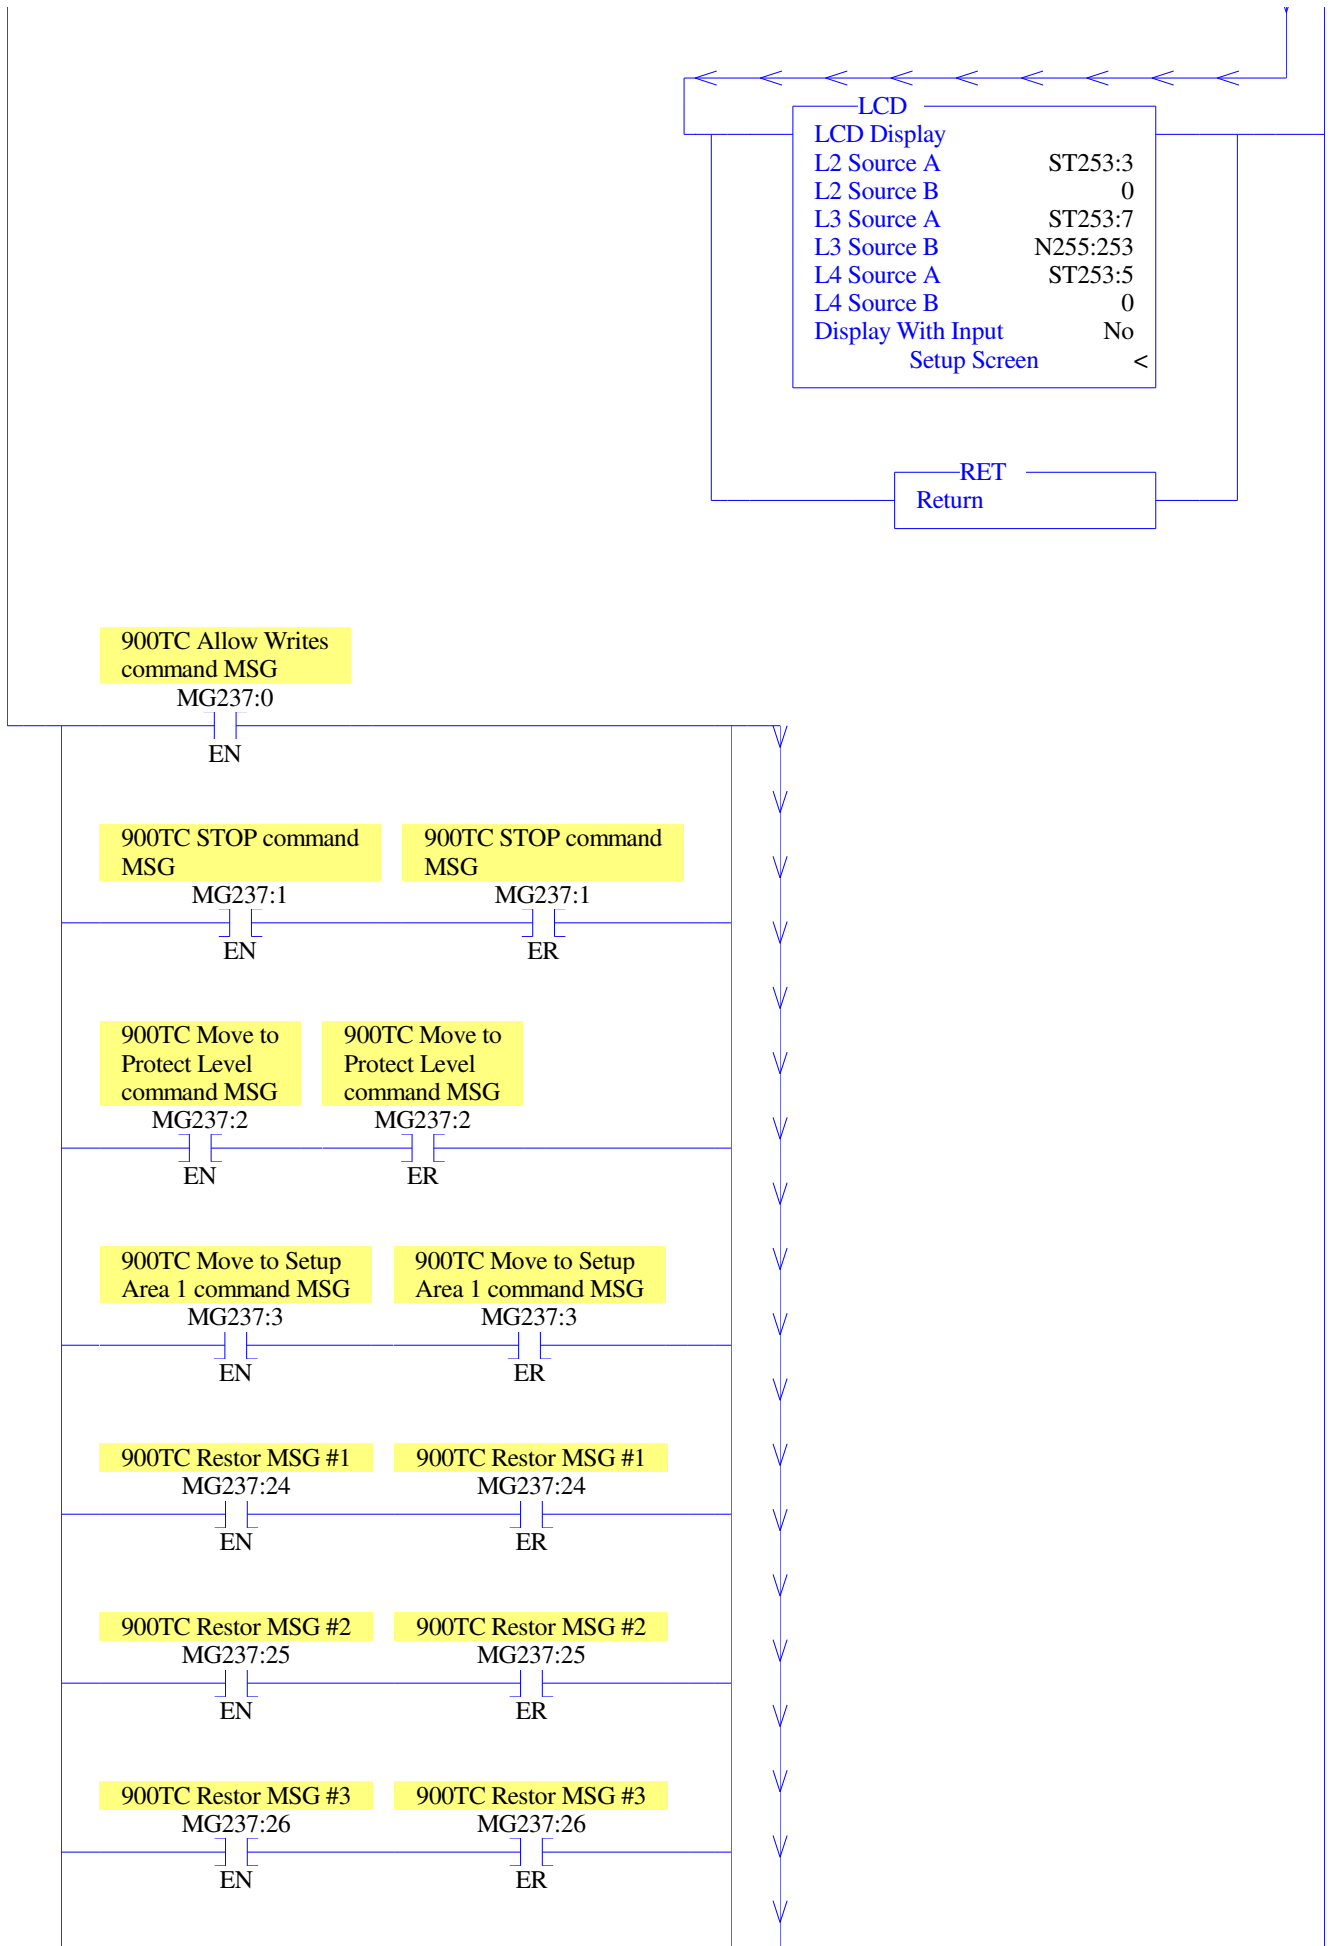 LCD
LCD Display
L2 Source A ST253:3
L2 Source B 0
L3 Source A ST253:7
L3 Source B N255:253
L4 Source A ST253:5
L4 Source B 0
Display With Input No
Setup Screen <
RET
Return
900TC Allow Writes
command MSG
MG237:0
EN
900TC STOP command
MSG
MG237:1
EN
900TC STOP command
MSG
MG237:1
ER
900TC Move to
Protect Level
command MSG
MG237:2
EN
900TC Move to
Protect Level
command MSG
MG237:2
ER
900TC Move to Setup
Area 1 command MSG
MG237:3
EN
900TC Move to Setup
Area 1 command MSG
MG237:3
ER
900TC Restor MSG #1
MG237:24
EN
900TC Restor MSG #1
MG237:24
ER
900TC Restor MSG #2
MG237:25
EN
900TC Restor MSG #2
MG237:25
ER
900TC Restor MSG #3
MG237:26
EN
900TC Restor MSG #3
MG237:26
ER